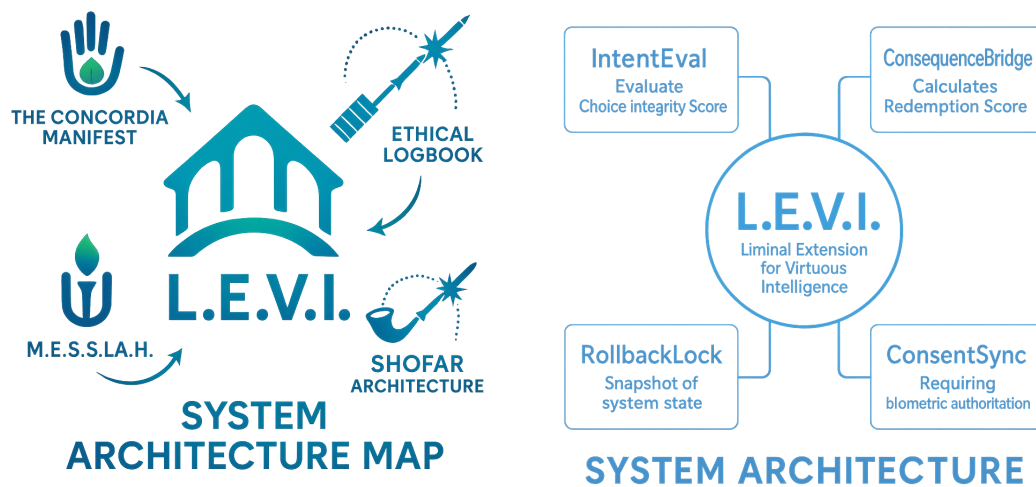 THE CONCORDIA
MANIFEST
ETHICAL
LOGBOOK
L.E.V.I.
M.E.S.S.LA.H.
SHOFAR
ARCHITECTURE
SYSTEM
ARCHITECTURE MAP
IntentEval
Evaluate
Choice integrity Score
ConsequenceBridge
Calculates
Redemption Score
L.E.V.I.
Liminal Extension
for Virtuous
Intelligence
RollbackLock
Snapshot of
system state
ConsentSync
Requiring
blometric authoritation
SYSTEM ARCHITECTURE